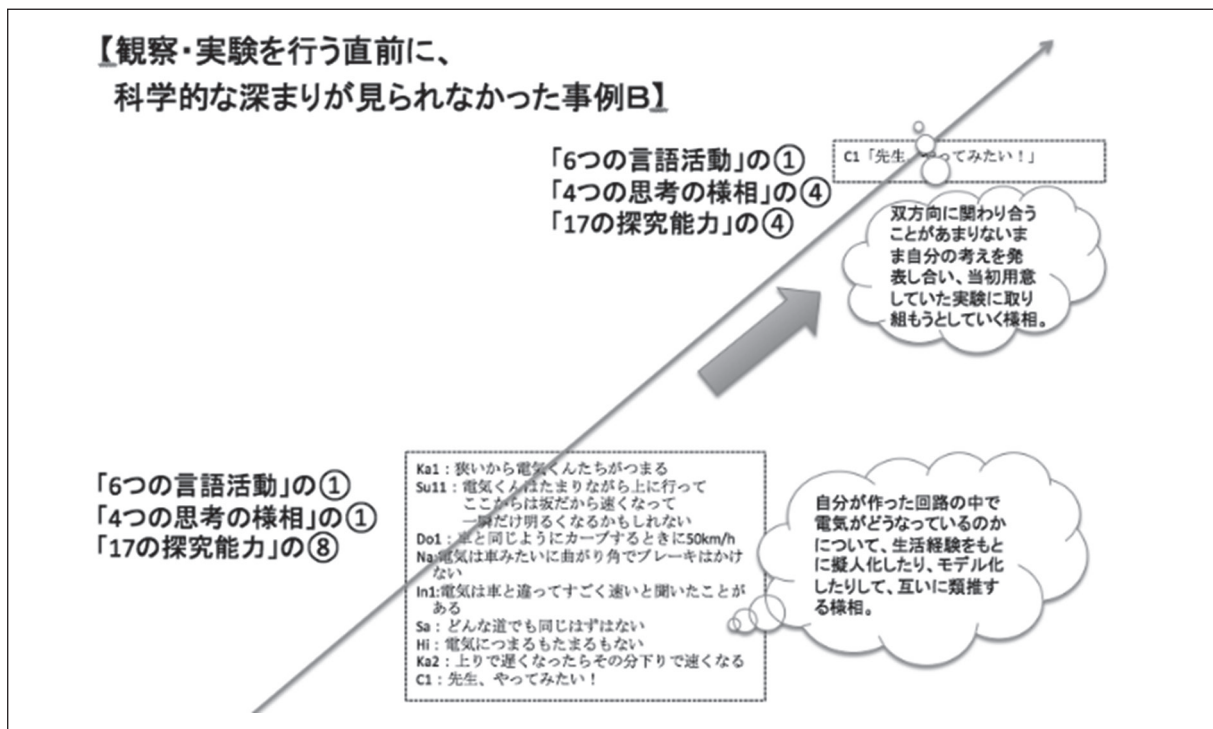 【観察・実験を行う直前に、
科学的な深まりが見られなかった事例B】
「6つの言語活動」の①
「4つの思考の様相」の④
「17の探究能力」の④
C1「先生、やってみたい！」
双方向に関わり合う
ことがあまりないま
ま自分の考えを発
表し合い、当初用意
していた実験に取り
組もうとしていく様相。
「6つの言語活動」の①
「4つの思考の様相」の①
「17の探究能力」の⑧
Ka1：狭いから電気くんたちがつまる
Su11：電気くんはたまりながら上に行って
ここからは坂だから速くなって
一瞬だけ明るくなるかもしれない
Do1：車と同じようにカーブするときに50km/h
Na:電気は車みたいに曲がり角でブレーキはかけ
ない
In1:電気は車と違ってすごく速いと聞いたことが
ある
Sa：どんな道でも同じはずはない
Hi：電気につまるもたまるもない
Ka2：上りで遅くなったらその分下りで速くなる
C1：先生、やってみたい！
自分が作った回路の中で
電気がどうなっているのか
について、生活経験をもと
に擬人化したり、モデル化
したりして、互いに類推す
る様相。